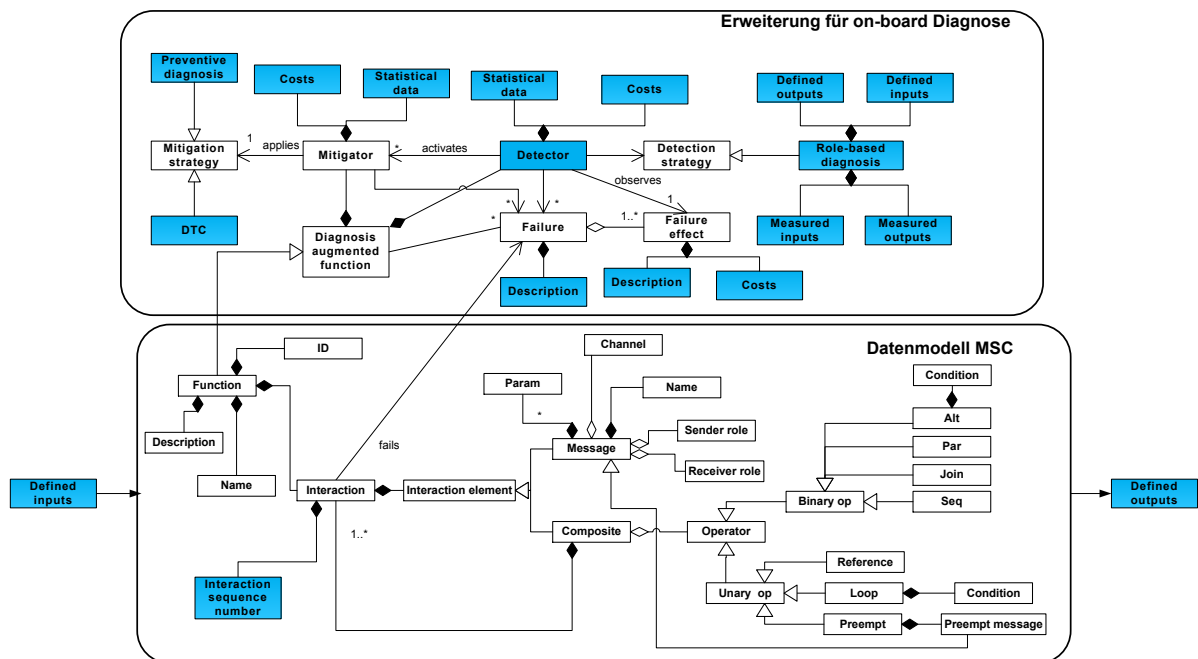 Erweiterung für on-board Diagnose
Preventive
diagnosis
Costs
Statistical
data
Statistical
data
Costs
Defined
outputs
Defined
inputs
Mitigation
strategy
1
applies
Mitigator
*
activates
Detector
Detection
strategy
Role-based
diagnosis
observes
DTC
Diagnosis
augmented
function
*
*
*
Failure
1..*
1
Failure
effect
Measured
inputs
Measured
outputs
Description
Description
Costs
Datenmodell MSC
ID
Function
Description
Name
Channel
Param
*
Name
Message
Sender role
Receiver role
Condition
Alt
Par
Join
Seq
Binary op
fails
Defined
inputs
Interaction
Interaction element
Defined
outputs
1..*
Composite
Operator
Interaction
sequence
number
Reference
Unary op
Loop
Condition
Preempt
Preempt message